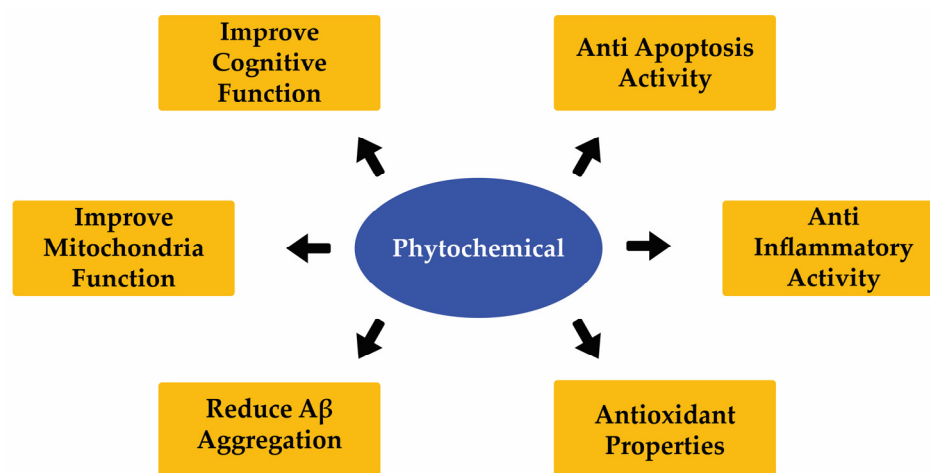 Improve
Cognitive
Function
Anti Apoptosis
Activity
Improve
Mitochondria
Function
Phytochemical
Anti
Inflammatory
Activity
Reduce Aβ
Aggregation
Antioxidant
Properties